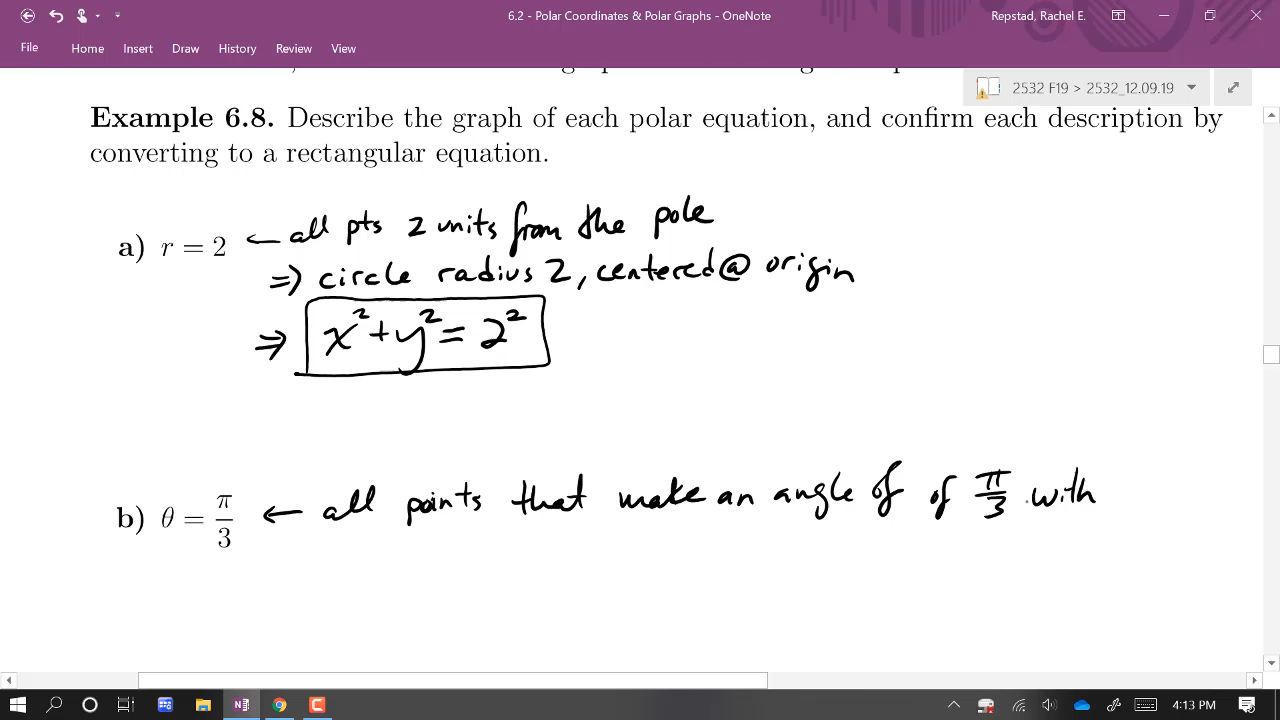 6.2 - Polar Coordinates & Polar Graphs - OneNote
Repstad, Rachel E.
File Home Insert Draw History Review View
2532 F19 > 2532_12.09.19
Example 6.8. Describe the graph of each polar equation, and confirm each description by
converting to a rectangular equation.
a) r = 2 ← all pts 2 units from the pole
⇒ circle radius 2, centered @ origin
⇒ x² + y² = 2²
b) θ = π/3 ← all points that make an angle of of π/3 with
4:13 PM